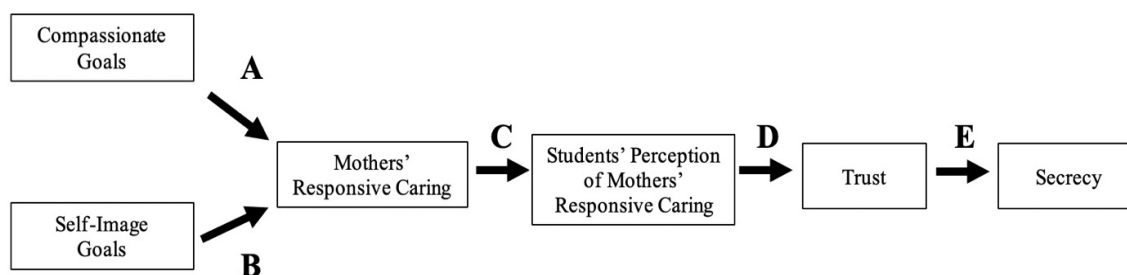 Compassionate
Goals
A
Mothers'
Responsive Caring
C
Students' Perception
of Mothers'
Responsive Caring
D
Trust
E
Secrecy
Self-Image
Goals
B